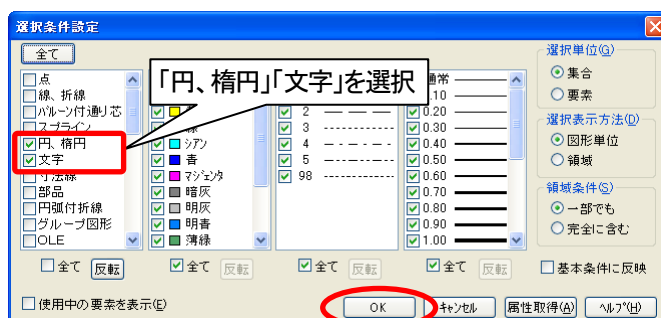 選択条件設定
全て
「円、楕円」「文字」を選択
点
線、折線
バルーン付通り芯
スプライン
円、楕円
文字
寸法線
部品
円弧付折線
グループ図形
OLE
シアン
青
マジェンタ
暗灰
明灰
明青
薄緑
2
3
4
5
98
通常
0.10
0.20
0.30
0.40
0.50
0.60
0.70
0.80
0.90
1.00
選択単位(G)
集合
要素
選択表示方法(D)
図形単位
領域
領域条件(S)
一部でも
完全に含む
全て 反転
全て 反転
全て 反転
全て 反転
基本条件に反映
使用中の要素を表示(E)
OK
キャンセル
属性取得(A)
ヘルプ(H)